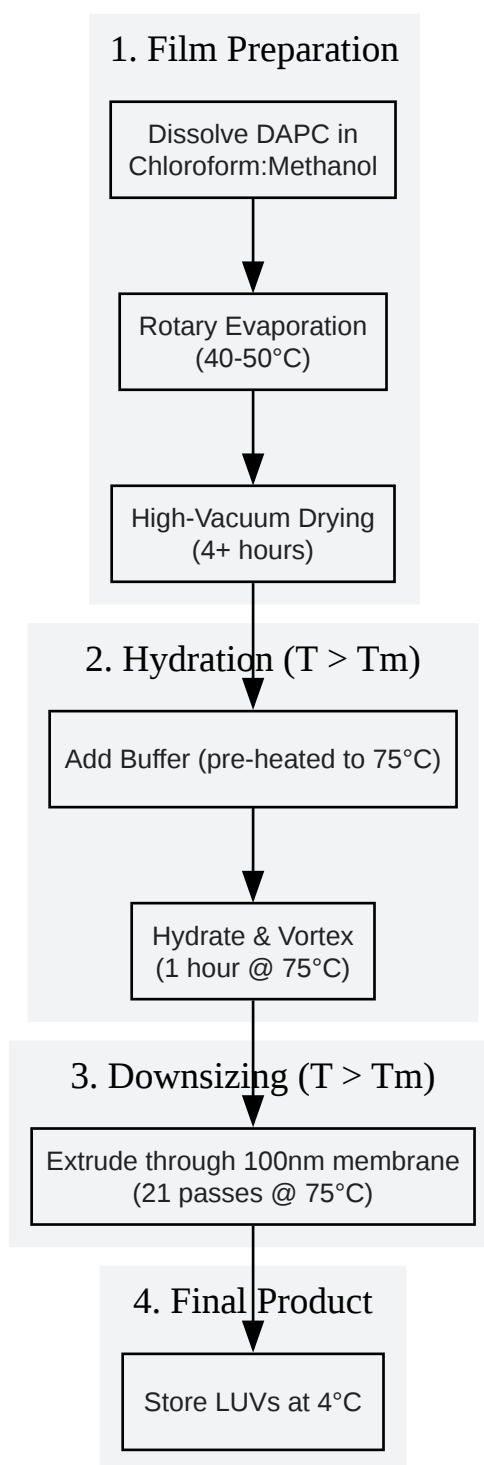 1. Film Preparation
Dissolve DAPC in
Chloroform:Methanol
Rotary Evaporation
(40-50°C)
High-Vacuum Drying
(4+ hours)
2. Hydration (T > Tm)
Add Buffer (pre-heated to 75°C)
Hydrate & Vortex
(1 hour @ 75°C)
3. Downsizing (T > Tm)
Extrude through 100nm membrane
(21 passes @ 75°C)
4. Final Product
Store LUVs at 4°C